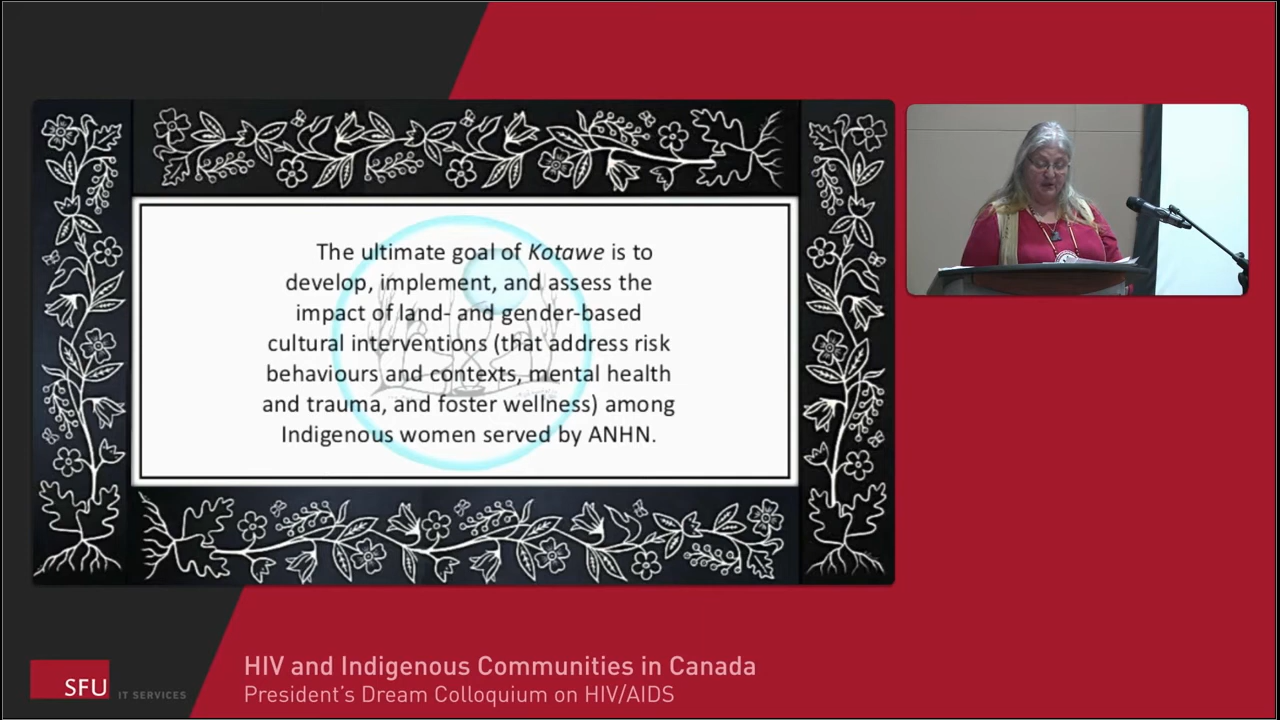 The ultimate goal of Kotawe is to
develop, implement, and assess the
impact of land- and gender-based
cultural interventions (that address risk
behaviours and contexts, mental health
and trauma, and foster wellness) among
Indigenous women served by ANHN.
SFU IT SERVICES
HIV and Indigenous Communities in Canada
President's Dream Colloquium on HIV/AIDS